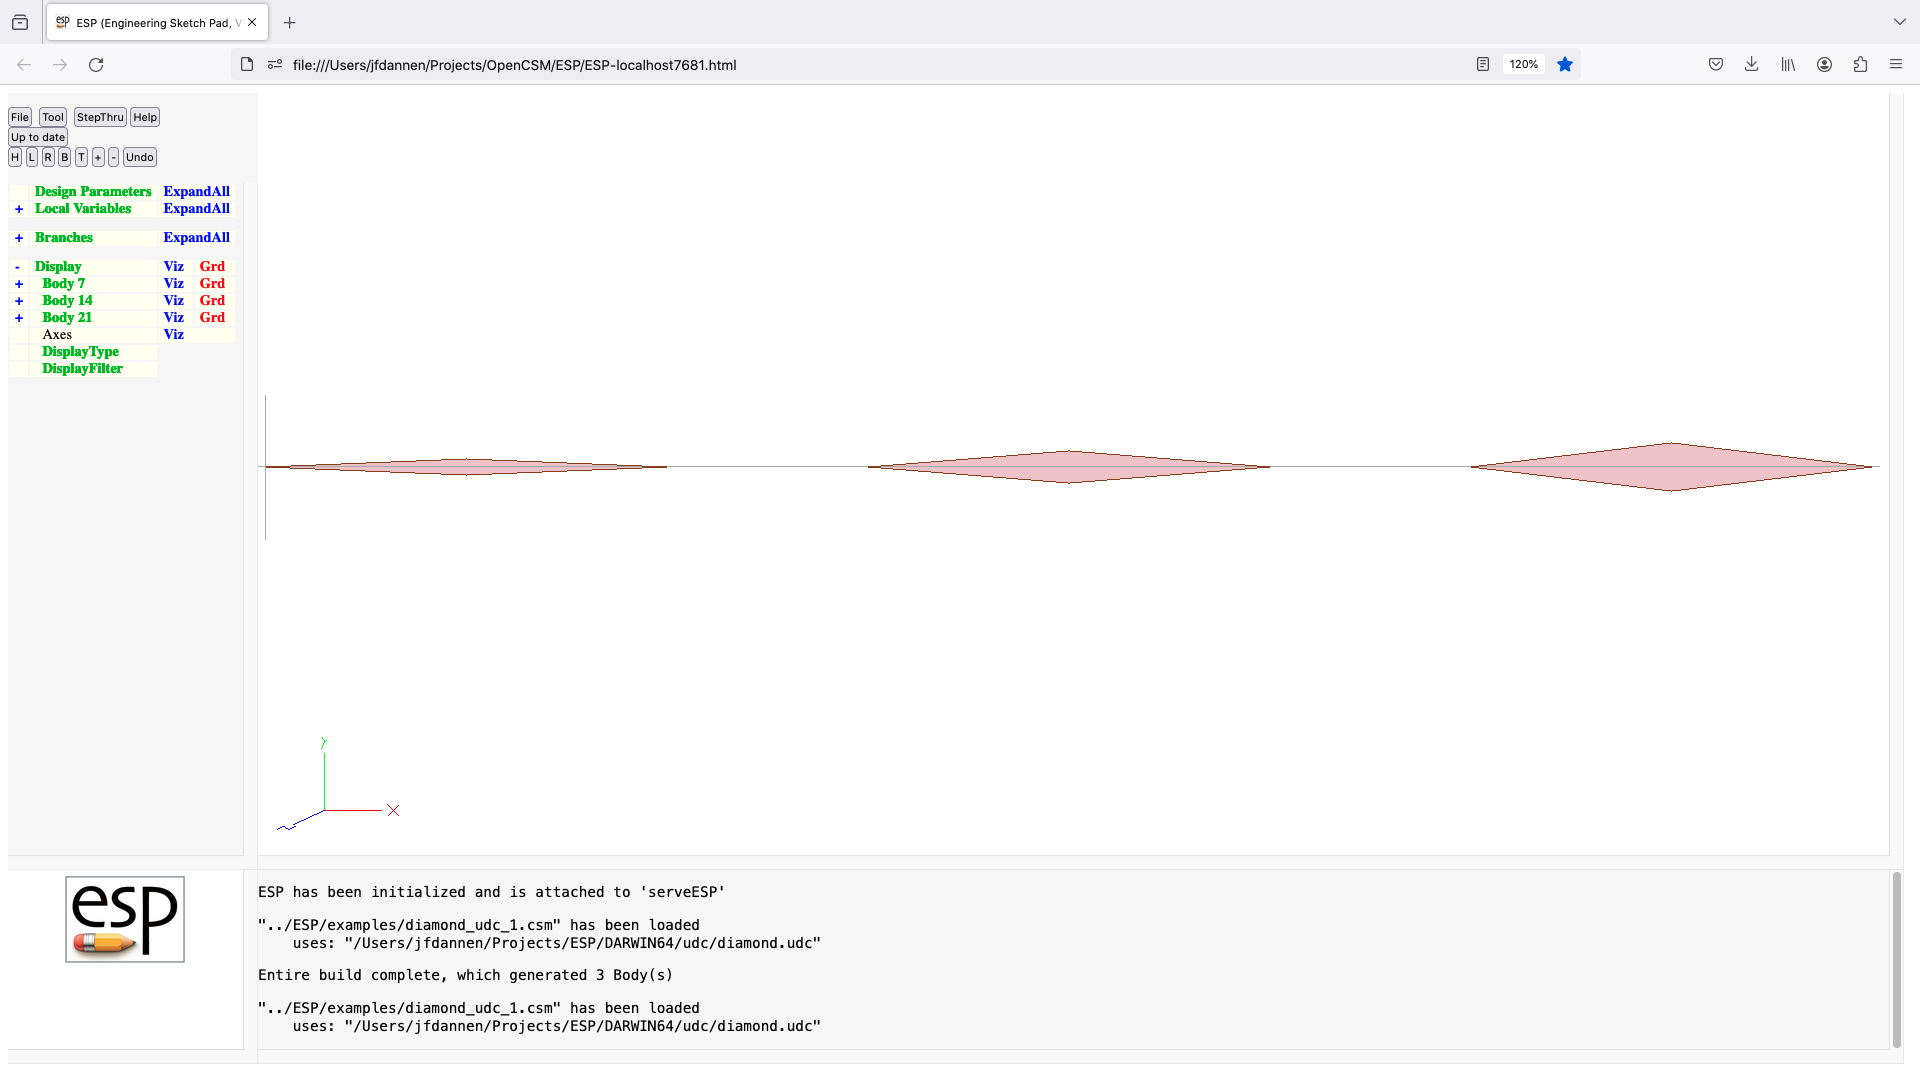 ESP (Engineering Sketch Pad, V
file:///Users/jfdannen/Projects/OpenCSM/ESP/ESP-localhost7681.html
120%
File Tool StepThru Help
Up to date
H L R B T + - Undo
Design Parameters ExpandAll
+ Local Variables ExpandAll
+ Branches ExpandAll
- Display Viz Grd
+ Body 7 Viz Grd
+ Body 14 Viz Grd
+ Body 21 Viz Grd
Axes Viz
DisplayType
DisplayFilter
Y
X
Z
esp
ESP has been initialized and is attached to 'serveESP'
"../ESP/examples/diamond_udc_1.csm" has been loaded
uses: "/Users/jfdannen/Projects/ESP/DARWIN64/udc/diamond.udc"
Entire build complete, which generated 3 Body(s)
"../ESP/examples/diamond_udc_1.csm" has been loaded
uses: "/Users/jfdannen/Projects/ESP/DARWIN64/udc/diamond.udc"